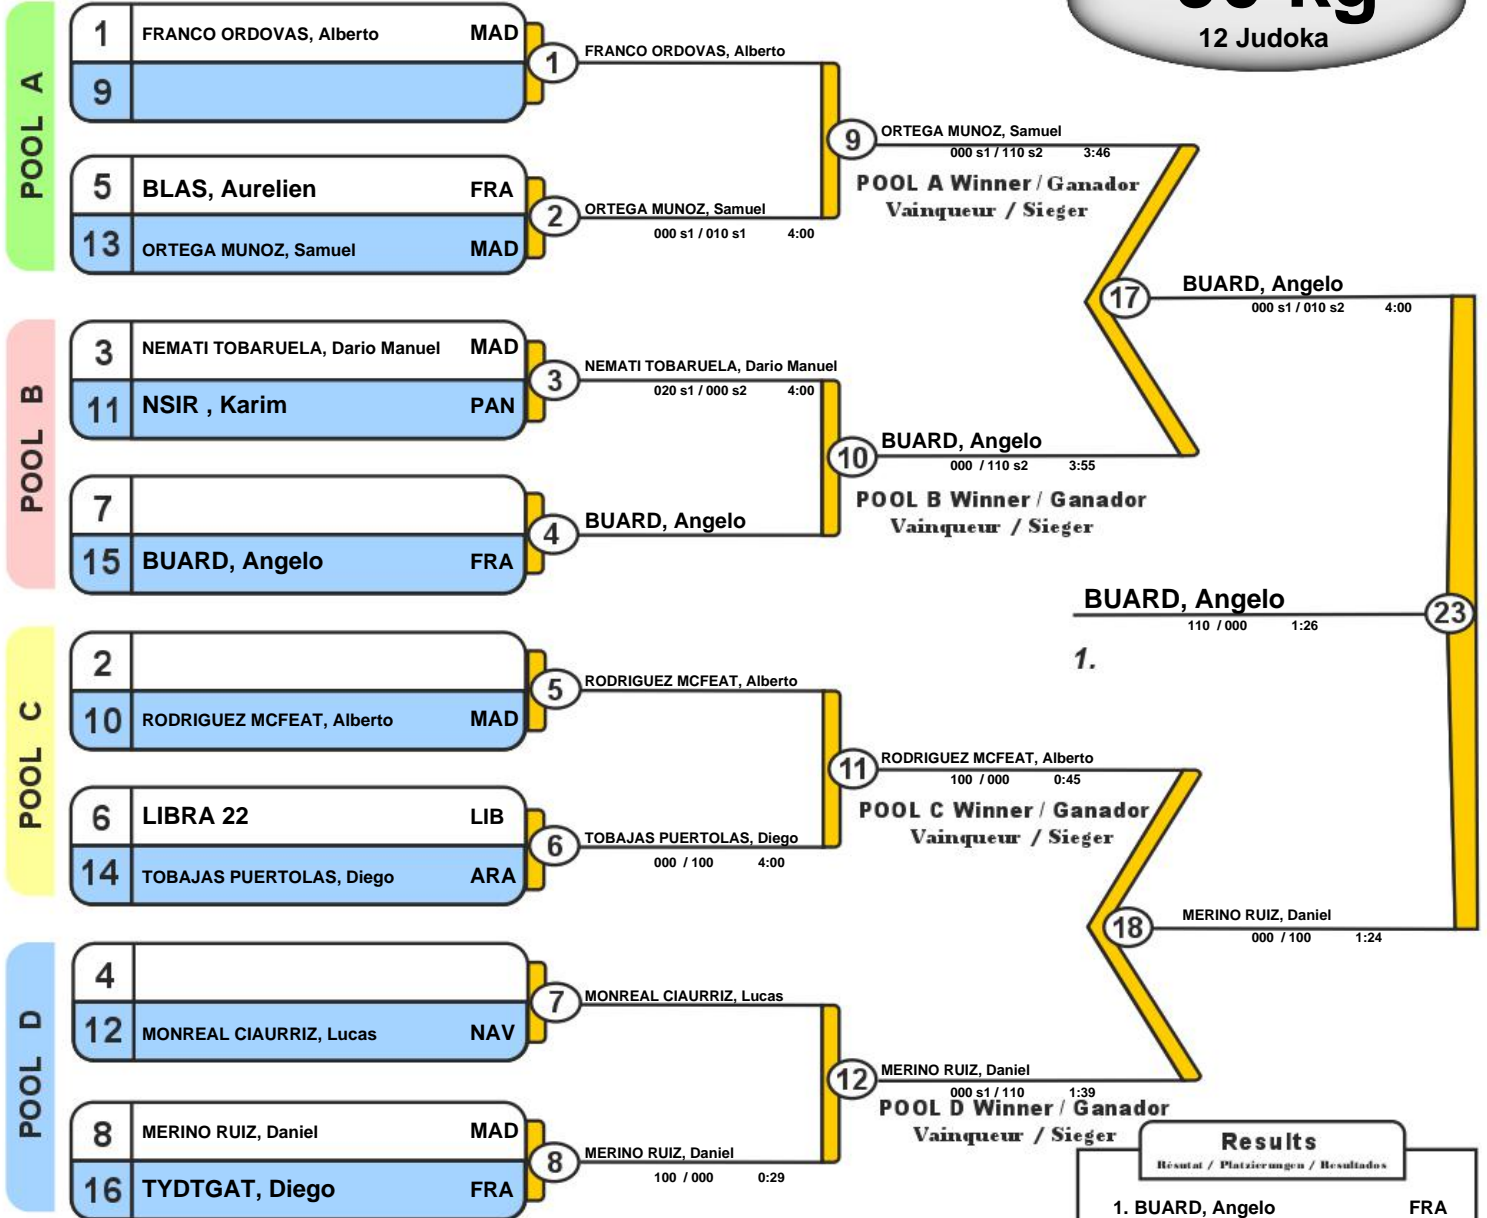 12 Judoka
POOL A
1 FRANCO ORDOVAS, Alberto MAD
9
1
FRANCO ORDOVAS, Alberto
5 BLAS, Aurelien FRA
13 ORTEGA MUNOZ, Samuel MAD
2
ORTEGA MUNOZ, Samuel
000 s1 / 010 s1 4:00
9
ORTEGA MUNOZ, Samuel
000 s1 / 110 s2 3:46
POOL A Winner / Ganador
Vainqueur / Sieger
POOL B
3 NEMATI TOBARUELA, Dario Manuel MAD
11 NSIR , Karim PAN
3
NEMATI TOBARUELA, Dario Manuel
020 s1 / 000 s2 4:00
7
15 BUARD, Angelo FRA
4
BUARD, Angelo
10
BUARD, Angelo
000 / 110 s2 3:55
POOL B Winner / Ganador
Vainqueur / Sieger
17
BUARD, Angelo
000 s1 / 010 s2 4:00
POOL C
2
10 RODRIGUEZ MCFEAT, Alberto MAD
5
RODRIGUEZ MCFEAT, Alberto
6 LIBRA 22 LIB
14 TOBAJAS PUERTOLAS, Diego ARA
6
TOBAJAS PUERTOLAS, Diego
000 / 100 4:00
11
RODRIGUEZ MCFEAT, Alberto
100 / 000 0:45
POOL C Winner / Ganador
Vainqueur / Sieger
POOL D
4
12 MONREAL CIAURRIZ, Lucas NAV
7
MONREAL CIAURRIZ, Lucas
8 MERINO RUIZ, Daniel MAD
16 TYDTGAT, Diego FRA
8
MERINO RUIZ, Daniel
100 / 000 0:29
12
MERINO RUIZ, Daniel
000 s1 / 110 1:39
POOL D Winner / Ganador
Vainqueur / Sieger
18
MERINO RUIZ, Daniel
000 / 100 1:24
23
BUARD, Angelo
110 / 000 1:26
1.
Results
Résutat / Platzierungen / Resultados
1. BUARD, Angelo FRA